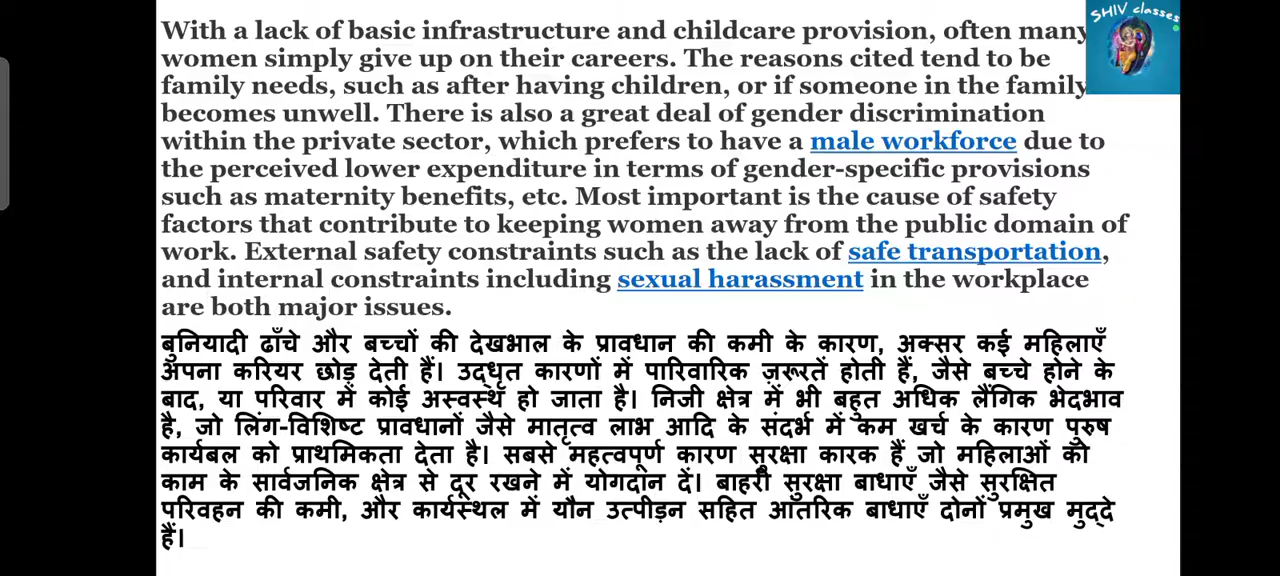 SHIV classes
With a lack of basic infrastructure and childcare provision, often many
women simply give up on their careers. The reasons cited tend to be
family needs, such as after having children, or if someone in the family
becomes unwell. There is also a great deal of gender discrimination
within the private sector, which prefers to have a male workforce due to
the perceived lower expenditure in terms of gender-specific provisions
such as maternity benefits, etc. Most important is the cause of safety
factors that contribute to keeping women away from the public domain of
work. External safety constraints such as the lack of safe transportation,
and internal constraints including sexual harassment in the workplace
are both major issues.
बुनियादी ढाँचे और बच्चों की देखभाल के प्रावधान की कमी के कारण, अक्सर कई महिलाएँ
अपना करियर छोड़ देती हैं। उद्धृत कारणों में पारिवारिक ज़रूरतें होती हैं, जैसे बच्चे होने के
बाद, या परिवार में कोई अस्वस्थ हो जाता है। निजी क्षेत्र में भी बहुत अधिक लैंगिक भेदभाव
है, जो लिंग-विशिष्ट प्रावधानों जैसे मातृत्व लाभ आदि के संदर्भ में कम खर्च के कारण पुरुष
कार्यबल को प्राथमिकता देता है। सबसे महत्वपूर्ण कारण सुरक्षा कारक हैं जो महिलाओं को
काम के सार्वजनिक क्षेत्र से दूर रखने में योगदान दें। बाहरी सुरक्षा बाधाएँ जैसे सुरक्षित
परिवहन की कमी, और कार्यस्थल में यौन उत्पीड़न सहित आंतरिक बाधाएँ दोनों प्रमुख मुद्दे
हैं।